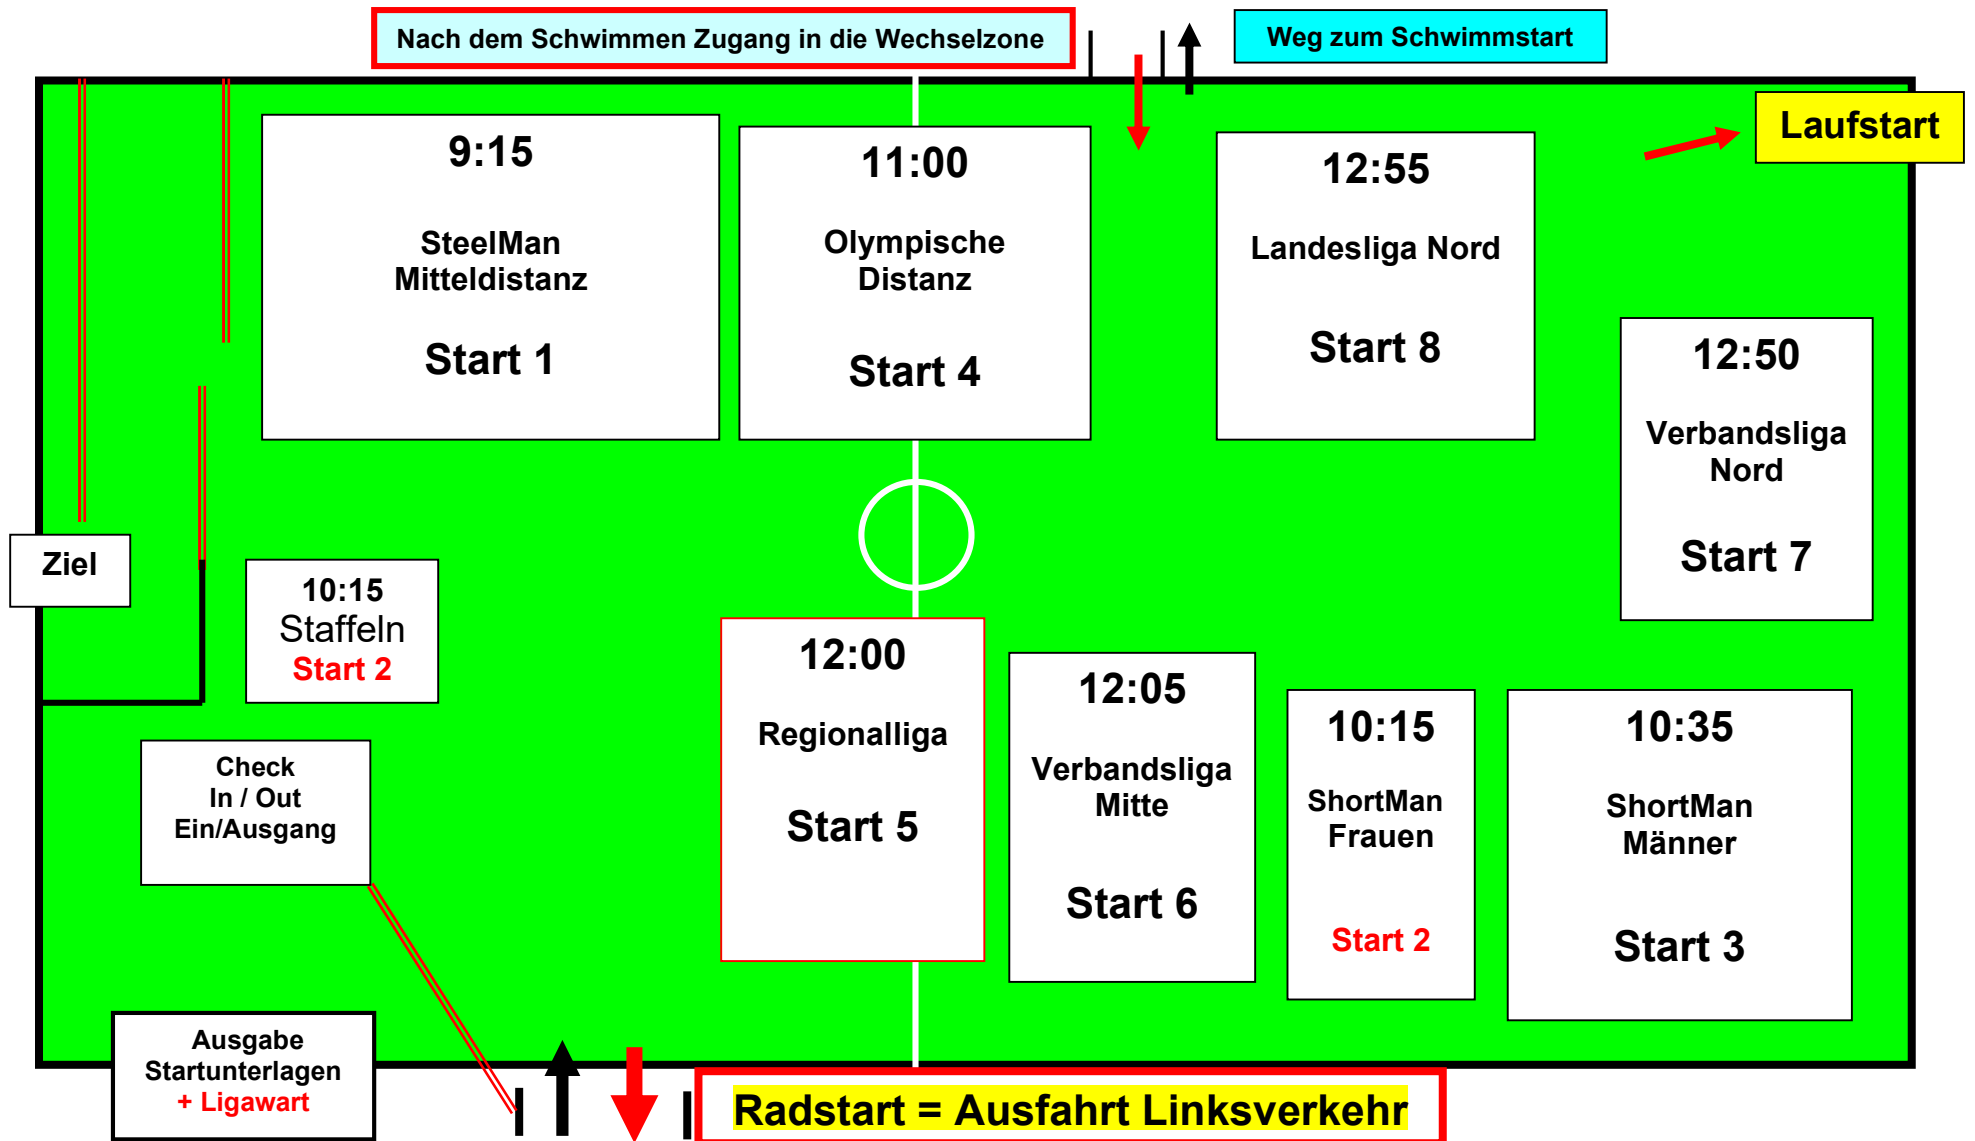 Nach dem Schwimmen Zugang in die Wechselzone
Weg zum Schwimmstart
Laufstart
9:15
SteelMan
Mitteldistanz
Start 1
11:00
Olympische
Distanz
Start 4
12:55
Landesliga Nord
Start 8
12:50
Verbandsliga
Nord
Start 7
Ziel
10:15
Staffeln
Start 2
12:00
Regionalliga
Start 5
12:05
Verbandsliga
Mitte
Start 6
10:15
ShortMan
Frauen
Start 2
10:35
ShortMan
Männer
Start 3
Check
In / Out
Ein/Ausgang
Ausgabe
Startunterlagen
+ Ligawart
Radstart = Ausfahrt Linksverkehr